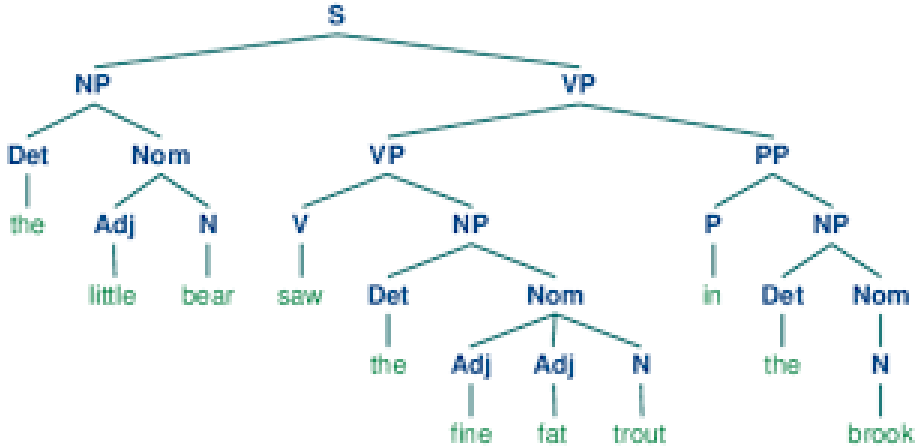 S
NP VP
Det Nom VP PP
the Adj N V NP P NP
little bear saw Det Nom in Det Nom
the Adj Adj N the N
fine fat trout brook